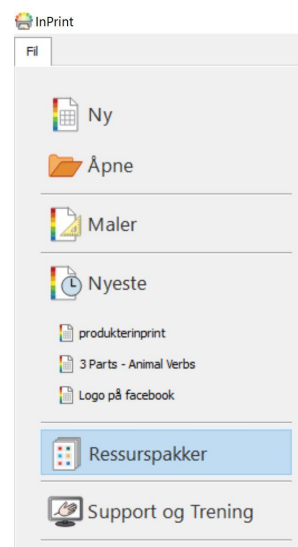 InPrint
Fil
Ny
Åpne
Maler
Nyeste
produkterinprint
3 Parts - Animal Verbs
Logo på facebook
Ressurspakker
Support og Trening